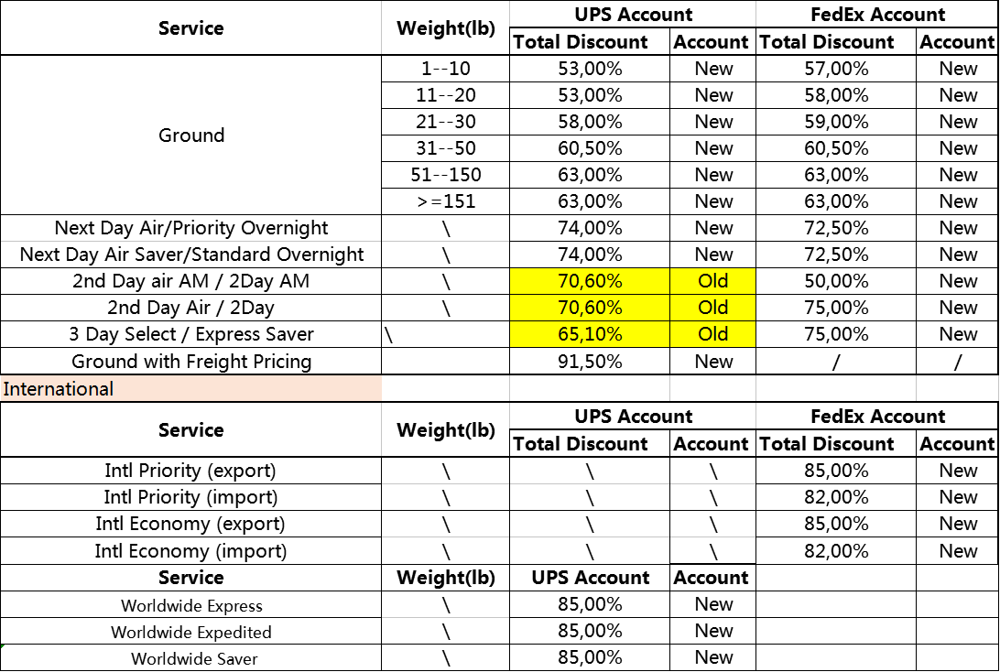 Service Weight(lb) UPS Account FedEx Account
Total Discount Account Total Discount Account
Ground 1--10 53,00% New 57,00% New
11--20 53,00% New 58,00% New
21--30 58,00% New 59,00% New
31--50 60,50% New 60,50% New
51--150 63,00% New 63,00% New
>=151 63,00% New 63,00% New
Next Day Air/Priority Overnight \ 74,00% New 72,50% New
Next Day Air Saver/Standard Overnight \ 74,00% New 72,50% New
2nd Day air AM / 2Day AM \ 70,60% Old 50,00% New
2nd Day Air / 2Day \ 70,60% Old 75,00% New
3 Day Select / Express Saver \ 65,10% Old 75,00% New
Ground with Freight Pricing 91,50% New / /
International
Service Weight(lb) UPS Account FedEx Account
Total Discount Account Total Discount Account
Intl Priority (export) \ \ \ 85,00% New
Intl Priority (import) \ \ \ 82,00% New
Intl Economy (export) \ \ \ 85,00% New
Intl Economy (import) \ \ \ 82,00% New
Service Weight(lb) UPS Account Account
Worldwide Express \ 85,00% New
Worldwide Expedited \ 85,00% New
Worldwide Saver \ 85,00% New